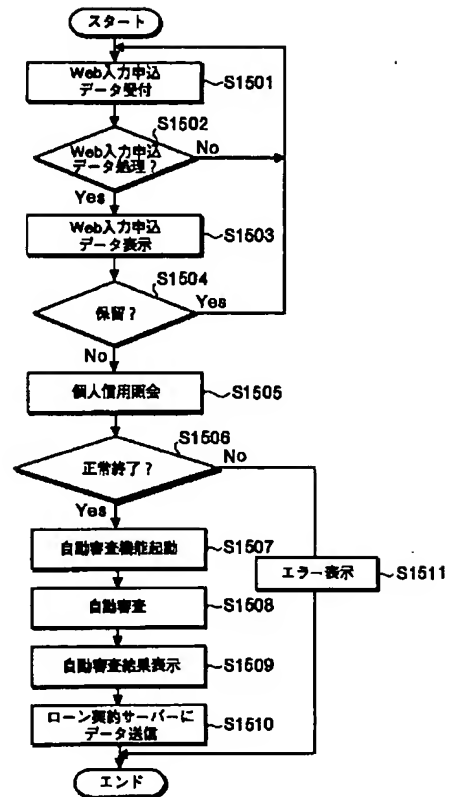 スタート
Web入力申込
データ受付
S1501
S1502
Web入力申込
データ処理?
No
Yes
Web入力申込
データ表示
S1503
S1504
保留?
Yes
No
個人信用照会
S1505
S1506
正常終了?
No
Yes
自動審査機能起動
S1507
エラー表示
S1511
自動審査
S1508
自動審査結果表示
S1509
ローン契約サーバーに
データ送信
S1510
エンド